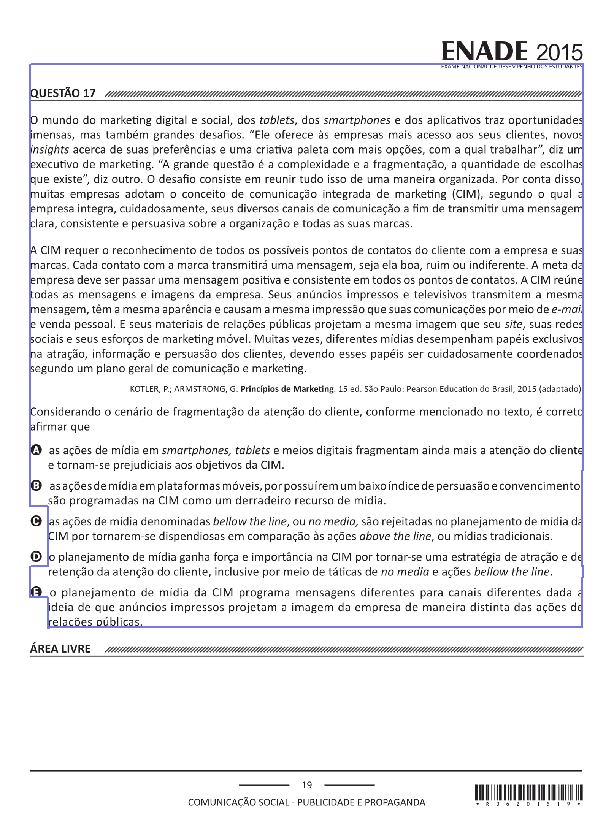 ENADE 2015
EXAME NACIONAL DE DESEMPENHO DOS ESTUDANTES
QUESTÃO 17
O mundo do marketing digital e social, dos tablets, dos smartphones e dos aplicativos traz oportunidades
imensas, mas também grandes desafios. “Ele oferece às empresas mais acesso aos seus clientes, novos
insights acerca de suas preferências e uma criativa paleta com mais opções, com a qual trabalhar”, diz um
executivo de marketing. “A grande questão é a complexidade e a fragmentação, a quantidade de escolhas
que existe”, diz outro. O desafio consiste em reunir tudo isso de uma maneira organizada. Por conta disso,
muitas empresas adotam o conceito de comunicação integrada de marketing (CIM), segundo o qual a
empresa integra, cuidadosamente, seus diversos canais de comunicação a fim de transmitir uma mensagem
clara, consistente e persuasiva sobre a organização e todas as suas marcas.
A CIM requer o reconhecimento de todos os possíveis pontos de contatos do cliente com a empresa e suas
marcas. Cada contato com a marca transmitirá uma mensagem, seja ela boa, ruim ou indiferente. A meta da
empresa deve ser passar uma mensagem positiva e consistente em todos os pontos de contatos. A CIM reúne
todas as mensagens e imagens da empresa. Seus anúncios impressos e televisivos transmitem a mesma
mensagem, têm a mesma aparência e causam a mesma impressão que suas comunicações por meio de e-mail
e venda pessoal. E seus materiais de relações públicas projetam a mesma imagem que seu site, suas redes
sociais e seus esforços de marketing móvel. Muitas vezes, diferentes mídias desempenham papéis exclusivos
na atração, informação e persuasão dos clientes, devendo esses papéis ser cuidadosamente coordenados
segundo um plano geral de comunicação e marketing.
KOTLER, P.; ARMSTRONG, G. Princípios de Marketing. 15 ed. São Paulo: Pearson Education do Brasil, 2015 (adaptado).
Considerando o cenário de fragmentação da atenção do cliente, conforme mencionado no texto, é correto
afirmar que
A as ações de mídia em smartphones, tablets e meios digitais fragmentam ainda mais a atenção do cliente
e tornam-se prejudiciais aos objetivos da CIM.
B as ações de mídia em plataformas móveis, por possuírem um baixo índice de persuasão e convencimento,
são programadas na CIM como um derradeiro recurso de mídia.
C as ações de mídia denominadas bellow the line, ou no media, são rejeitadas no planejamento de mídia da
CIM por tornarem-se dispendiosas em comparação às ações above the line, ou mídias tradicionais.
D o planejamento de mídia ganha força e importância na CIM por tornar-se uma estratégia de atração e de
retenção da atenção do cliente, inclusive por meio de táticas de no media e ações bellow the line.
E o planejamento de mídia da CIM programa mensagens diferentes para canais diferentes dada a
ideia de que anúncios impressos projetam a imagem da empresa de maneira distinta das ações de
relações públicas.
ÁREA LIVRE
19
COMUNICAÇÃO SOCIAL - PUBLICIDADE E PROPAGANDA
*R36201519*